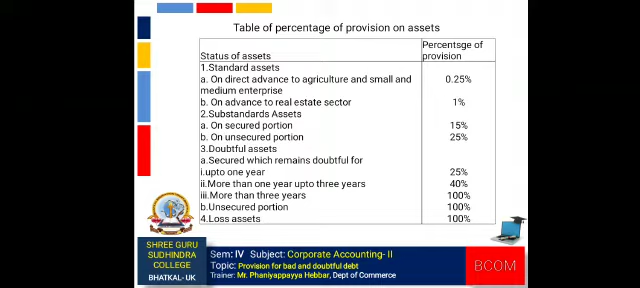 Table of percentage of provision on assets
Status of assets
Percentsge of
provision
1.Standard assets
a. On direct advance to agriculture and small and
medium enterprise
0.25%
b. On advance to real estate sector
1%
2.Substandards Assets
a. On secured portion
15%
b. On unsecured portion
25%
3.Doubtful assets
a.Secured which remains doubtful for
i.upto one year
25%
ii.More than one year upto three years
40%
iii.More than three years
100%
b.Unsecured portion
100%
4.Loss assets
100%
SHREE GURU
SUDHINDRA
COLLEGE
BHATKAL-UK
Sem: IV Subject: Corporate Accounting- II
Topic: Provision for bad and doubtful debt
Trainer: Mr. Phaniyappayya Hebbar, Dept of Commerce
BCOM